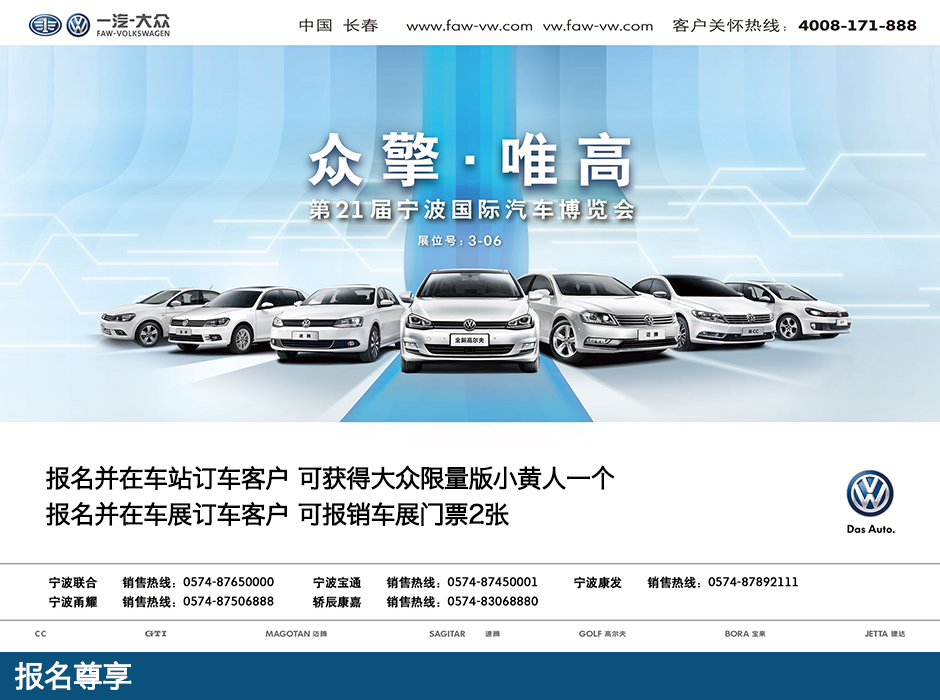 一汽-大众
FAW-VOLKSWAGEN
中国 长春 www.faw-vw.com vw.faw-vw.com 客户关怀热线：4008-171-888
众擎·唯高
第21届宁波国际汽车博览会
展位号：3-06
速腾
全新高尔夫
迈腾
新CC
报名并在车站订车客户 可获得大众限量版小黄人一个
报名并在车展订车客户 可报销车展门票2张
Das Auto.
宁波联合 销售热线：0574-87650000 宁波宝通 销售热线：0574-87450001 宁波康发 销售热线：0574-87892111
宁波甬耀 销售热线：0574-87506888 轿辰康嘉 销售热线：0574-83068880
CC GTI MAGOTAN 迈腾 SAGITAR 速腾 GOLF 高尔夫 BORA 宝来 JETTA 捷达
报名尊享